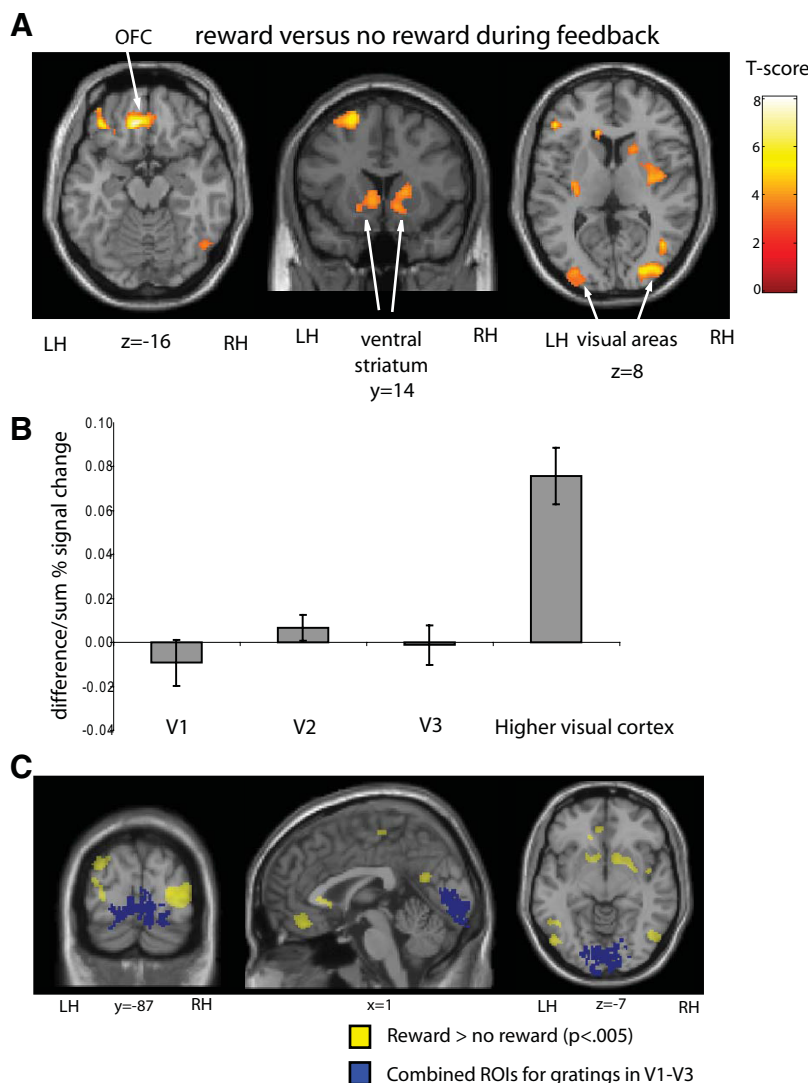 A
OFC
reward versus no reward during feedback
T-score
8
6
4
2
0
LH z=-16 RH
LH ventral striatum y=14 RH
LH visual areas RH
z=8
B
difference/sum % signal change
0.10
0.08
0.06
0.04
0.02
0.00
-0.02
-0.04
V1 V2 V3 Higher visual cortex
C
LH y=-87 RH
x=1
LH z=-7 RH
Reward > no reward (p<.005)
Combined ROIs for gratings in V1-V3